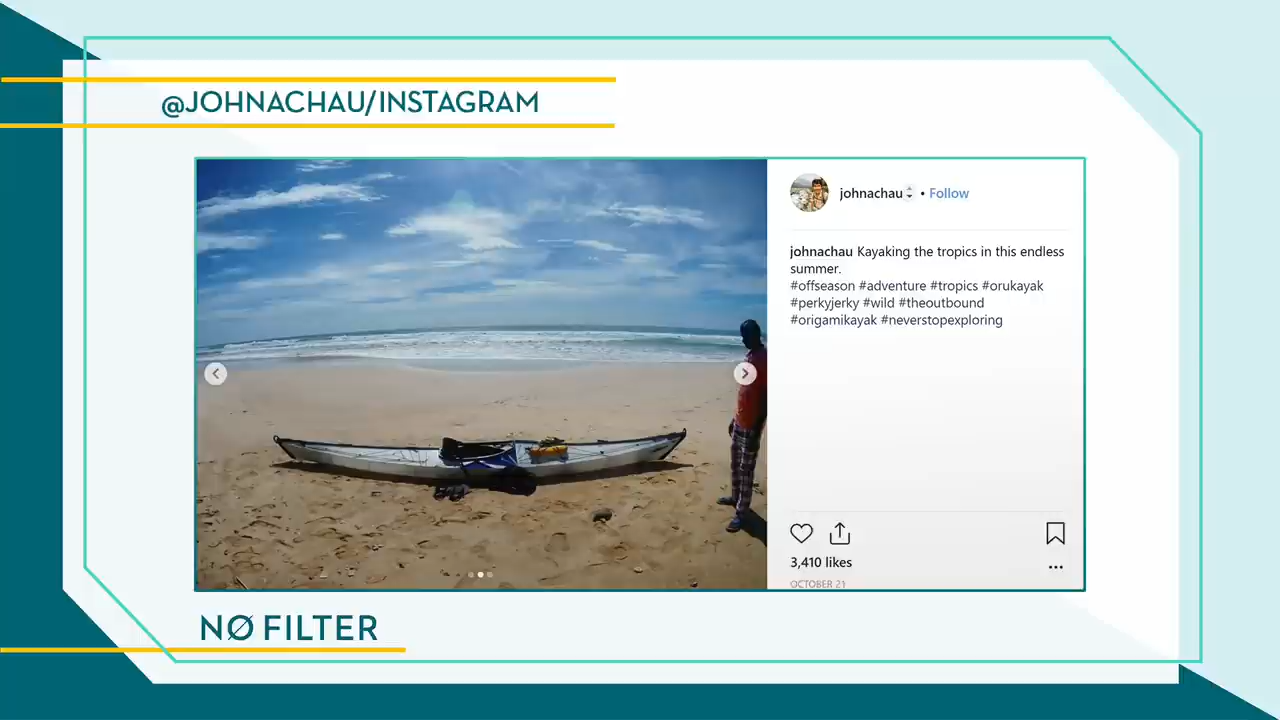 @JOHNACHAU/INSTAGRAM
johnachau • Follow
johnachau Kayaking the tropics in this endless
summer.
#offseason #adventure #tropics #orukayak
#perkyjerky #wild #theoutbound
#origamikayak #neverstopexploring
3,410 likes
OCTOBER 21
NØ FILTER